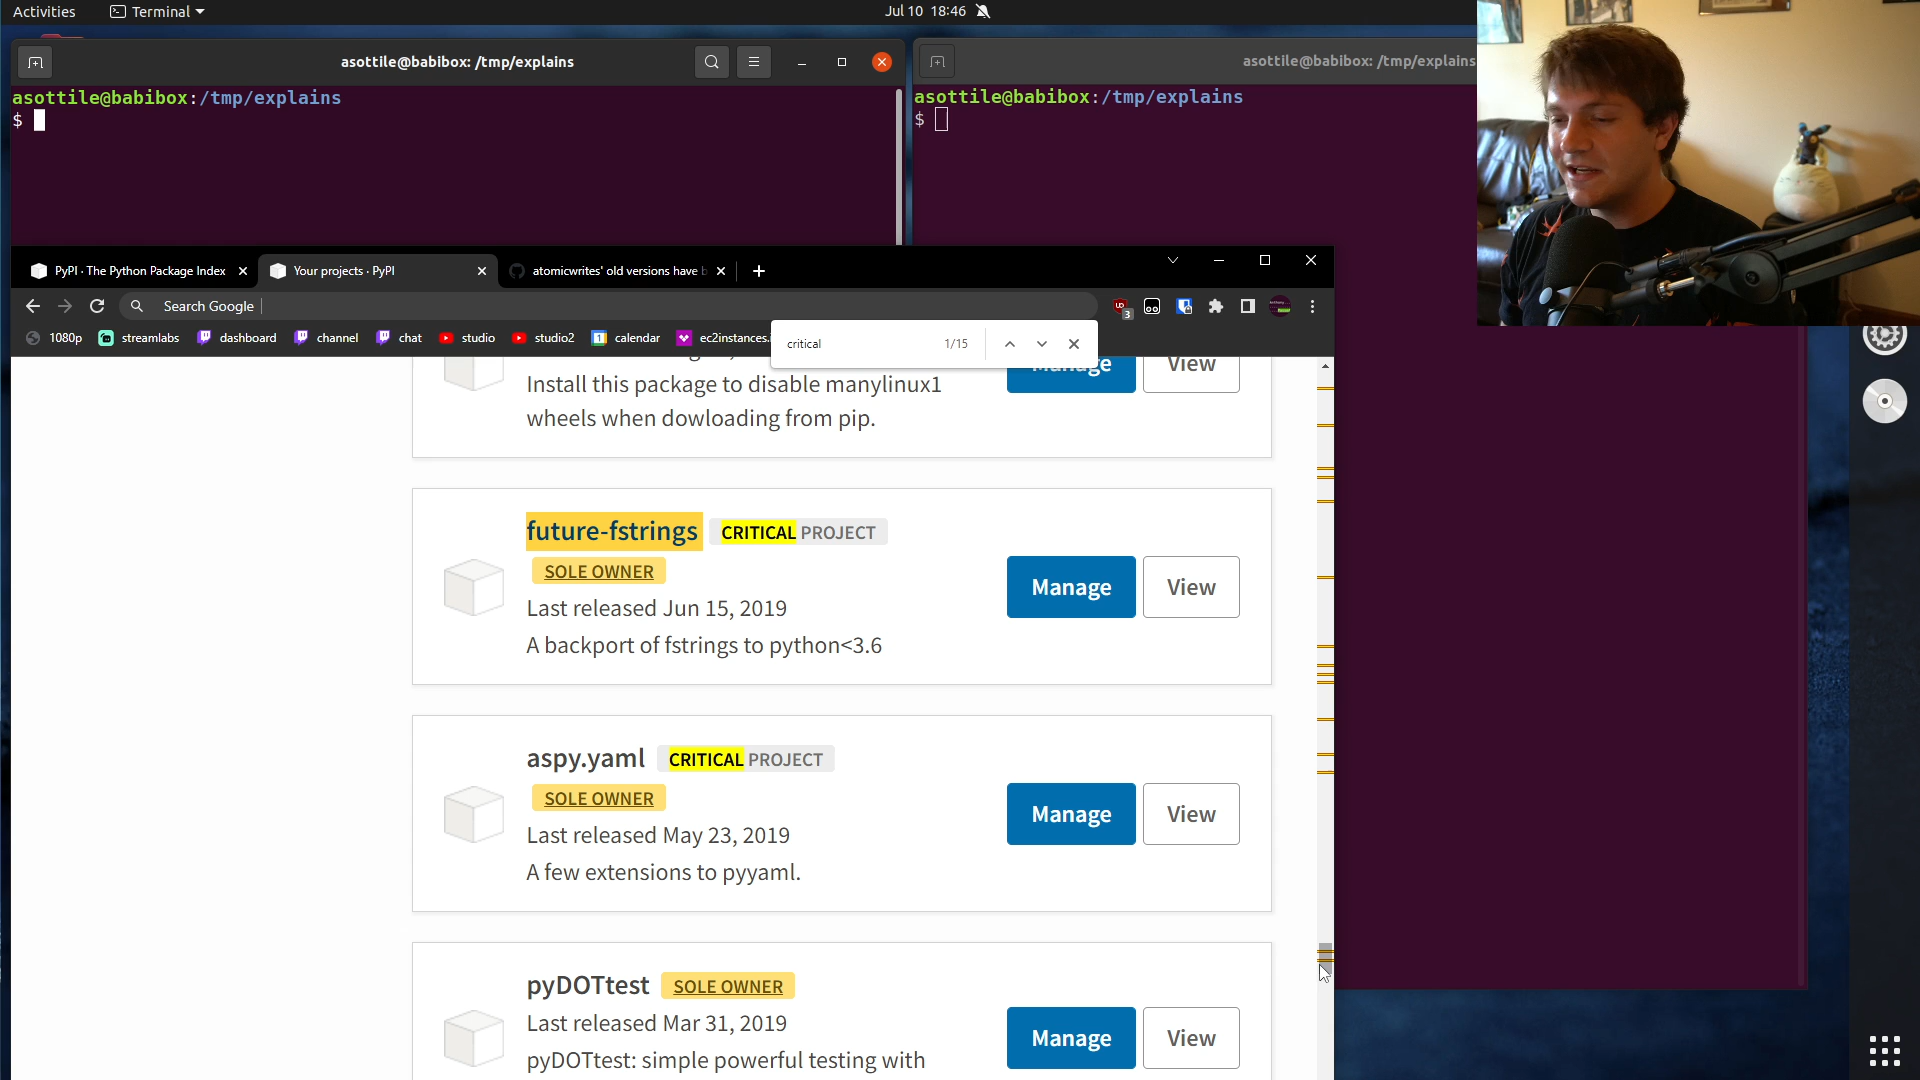 Activities
Terminal
Jul 10 18:46
asottile@babibox: /tmp/explains
asottile@babibox: /tmp/explains
asottile@babibox:/tmp/explains
$
asottile@babibox:/tmp/explains
$
PyPI · The Python Package Index
Your projects · PyPI
atomicwrites' old versions have
Search Google
3
1080p
streamlabs
dashboard
channel
chat
studio
studio2
1
calendar
ec2instances.
critical
1/15
Install this package to disable manylinux1
wheels when dowloading from pip.
Manage
View
future-fstrings
CRITICAL PROJECT
SOLE OWNER
Last released Jun 15, 2019
A backport of fstrings to python<3.6
Manage
View
aspy.yaml
CRITICAL PROJECT
SOLE OWNER
Last released May 23, 2019
A few extensions to pyyaml.
Manage
View
pyDOTtest
SOLE OWNER
Last released Mar 31, 2019
pyDOTtest: simple powerful testing with
Manage
View